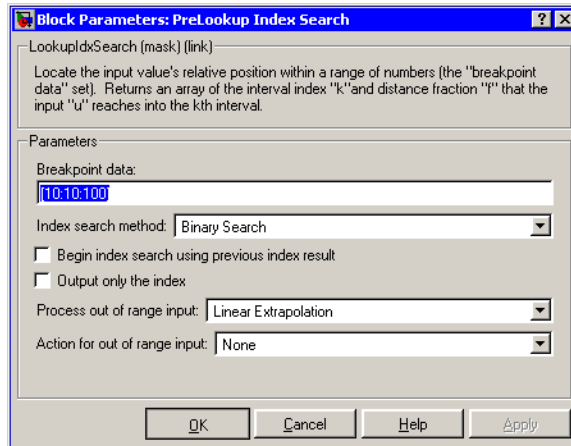 Block Parameters: PreLookup Index Search
LookupIdxSearch (mask) (link)
Locate the input value's relative position within a range of numbers (the "breakpoint
data" set). Returns an array of the interval index "k"and distance fraction "f" that the
input "u" reaches into the kth interval.
Parameters
Breakpoint data:
[10:10:100]
Index search method: Binary Search
Begin index search using previous index result
Output only the index
Process out of range input: Linear Extrapolation
Action for out of range input: None
OK Cancel Help Apply